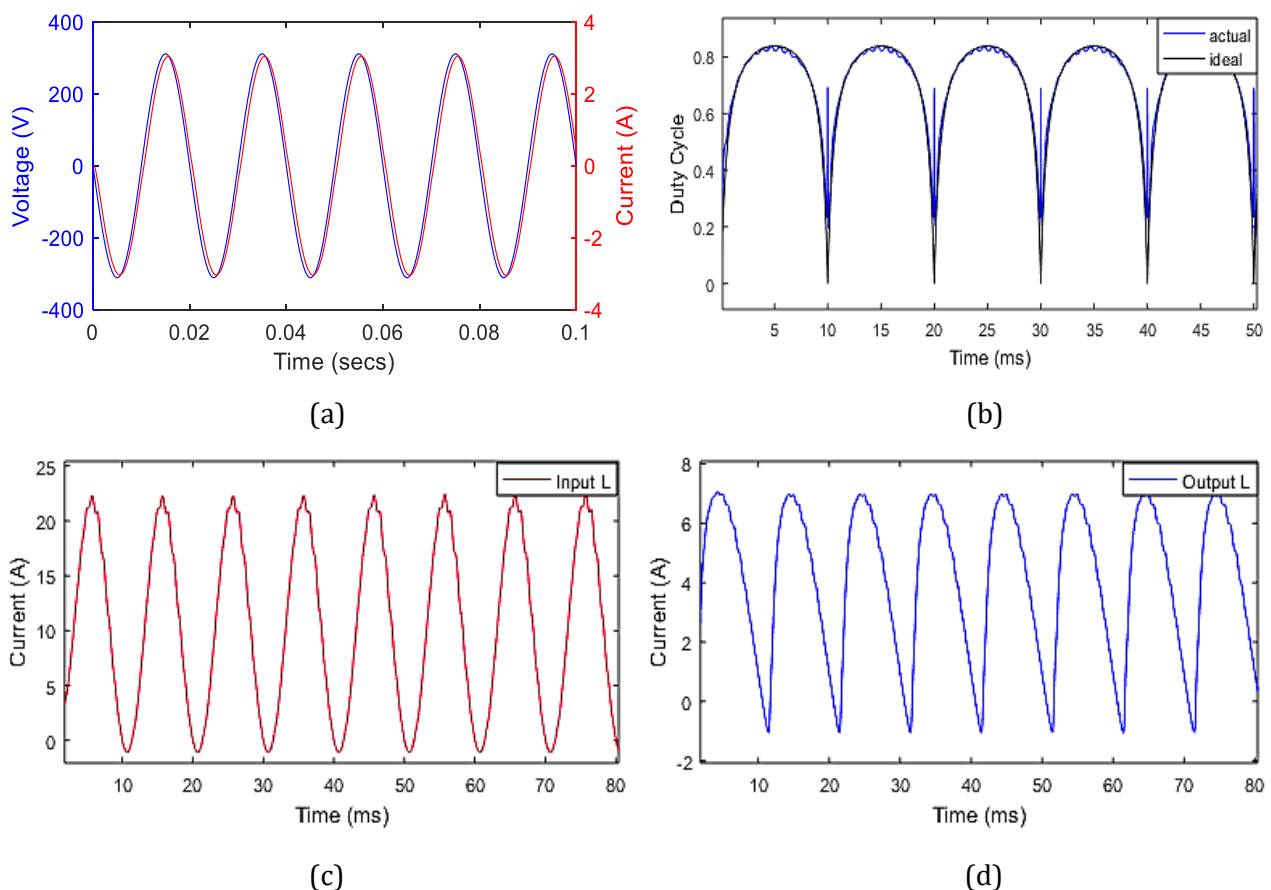 400
200
0
-200
-400
Voltage (V)
4
2
0
-2
-4
Current (A)
0 0.02 0.04 0.06 0.08 0.1
Time (secs)
(a)
0.8
0.6
0.4
0.2
0
Duty Cycle
actual
ideal
5 10 15 20 25 30 35 40 45 50
Time (ms)
(b)
25
20
15
10
5
0
Current (A)
Input L
10 20 30 40 50 60 70 80
Time (ms)
(c)
8
6
4
2
0
-2
Current (A)
Output L
10 20 30 40 50 60 70 80
Time (ms)
(d)